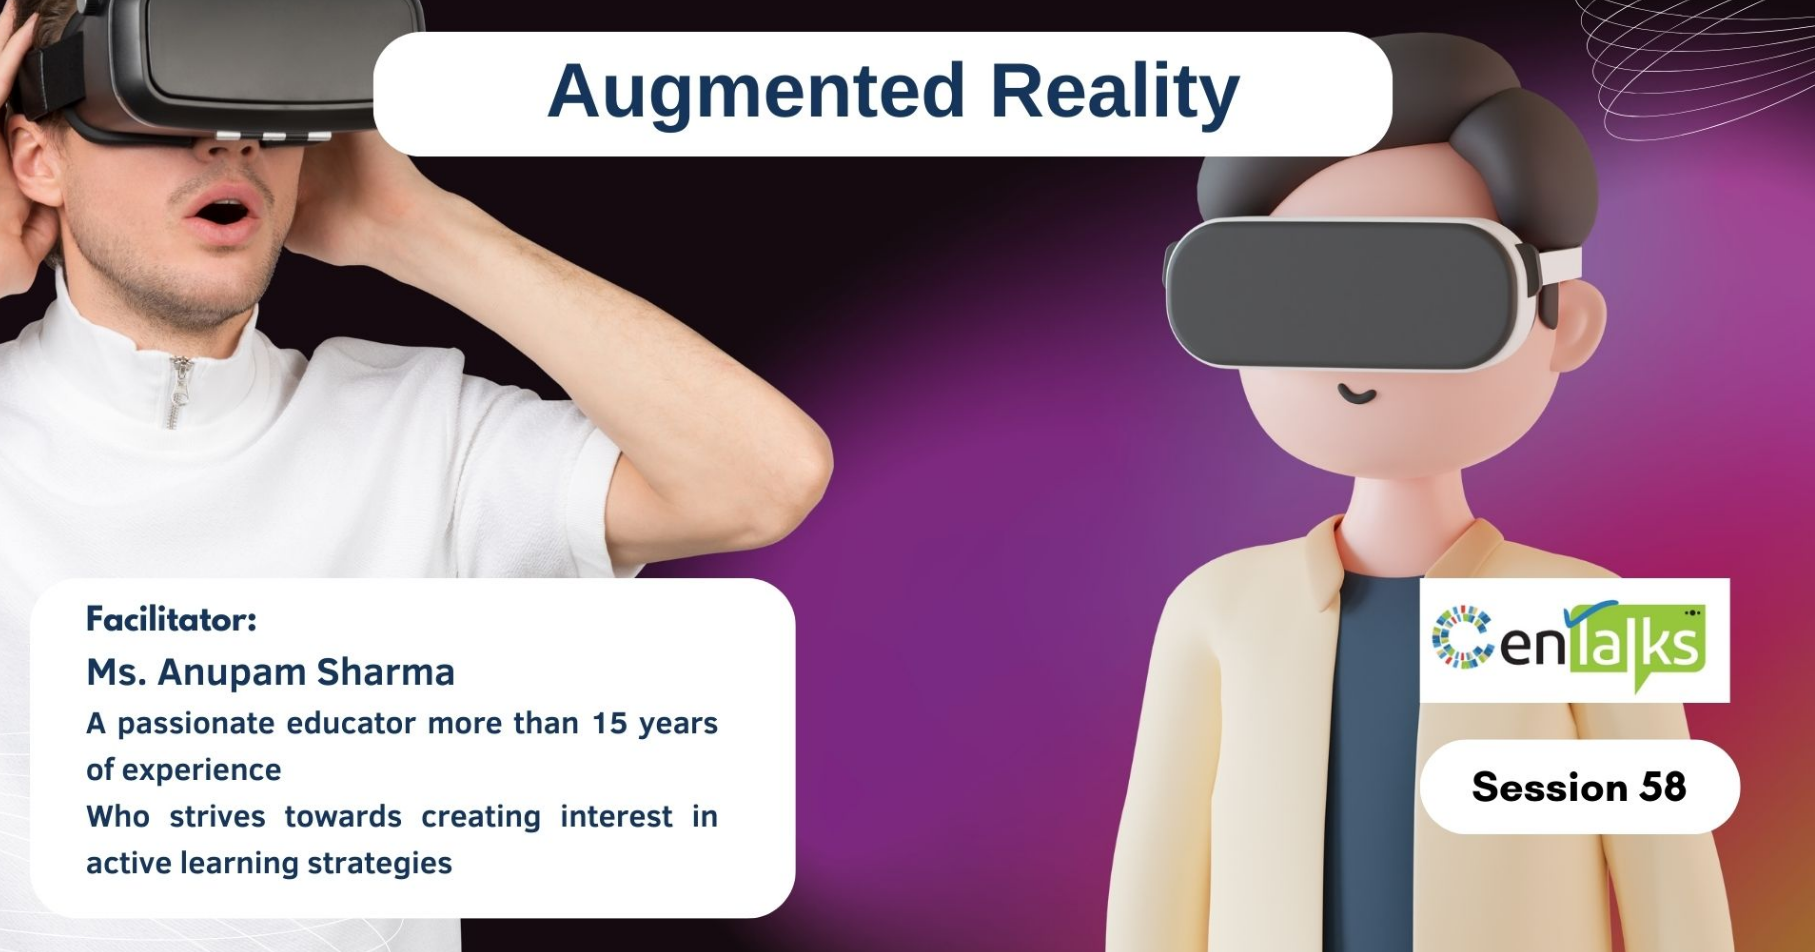 Augmented Reality
Facilitator:
Ms. Anupam Sharma
A passionate educator more than 15 years
of experience
Who strives towards creating interest in
active learning strategies
CenTalks
Session 58